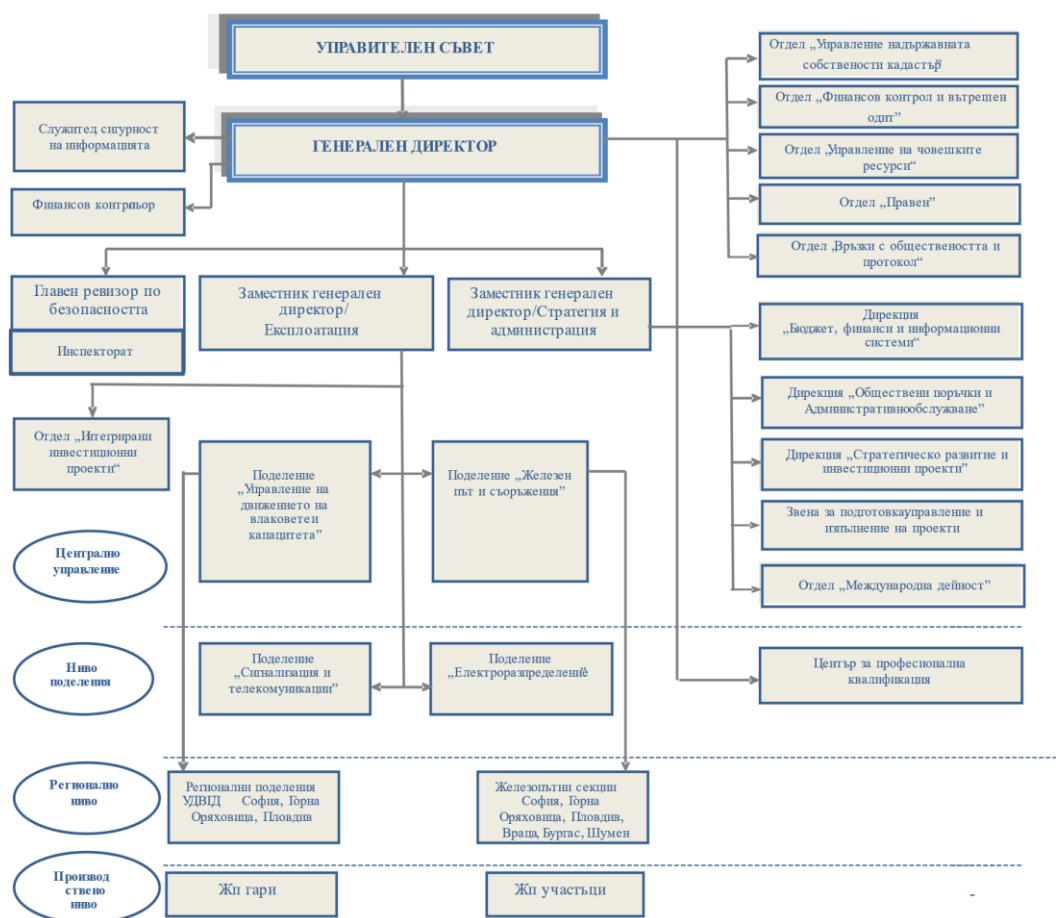 УПРАВИТЕЛЕН СЪВЕТ
Отдел „Управление надържавната
собствености кадастър”
Служител, сигурност
на информацията
ГЕНЕРАЛЕН ДИРЕКТОР
Отдел „Финансов контрол и вътрешен
одит”
Отдел „Управление на човешките
ресурси“
Финансов контрольор
Отдел „Правен”
Отдел „Връзки с обществеността и
протокол“
Главен ревизор по
безопасността
Инспекторат
Заместник генерален
директор/
Експлоатация
Заместник генерален
директор/Стратегия и
администрация
Дирекция
„Бюджет, финанси и информационни
системи“
Дирекция „Обществени поръчки и
Административнообслужване”
Отдел „Интегрирани
инвестиционни
проекти“
Поделение
„Управление на
движението на
влаковете и
капацитета”
Поделение „Железен
път и съоръжения”
Дирекция „Стратегическо развитие и
инвестиционни проекти”
Звена за подготовкауправление и
изпълнение на проекти
Централно
управление
Отдел „Международна дейност”
Ниво
поделения
Поделение
„Сигнализация и
телекомуникации”
Поделение
„Електроразпределение”
Център за професионална
квалификация
Регионално
ниво
Регионални поделения
УДВГД София, Горна
Оряховица, Пловдив
Железопътни секции
София, Горна
Оряховица, Пловдив,
Враца, Бургас, Шумен
Производ
ствено
ниво
Жп гари
Жп участъци
-